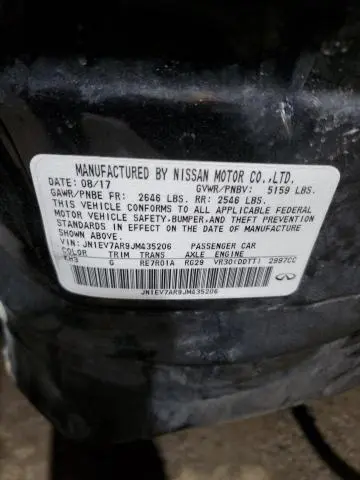 MANUFACTURED BY NISSAN MOTOR CO.,LTD.
DATE: 08/17 GVWR/PNBV: 5159 LBS.
GAWR/PNBE FR: 2646 LBS. RR: 2546 LBS.
THIS VEHICLE CONFORMS TO ALL APPLICABLE FEDERAL
MOTOR VEHICLE SAFETY,BUMPER,AND THEFT PREVENTION
STANDARDS IN EFFECT ON THE DATE OF MANUFACTURE
SHOWN ABOVE.
VIN: JN1EV7AR9JM435206 PASSENGER CAR
COLOR TRIM TRANS AXLE ENGINE
KH3 G RE7R01A RG29 VR30(DDTT) 2997CC
JN1EV7AR9JM435206